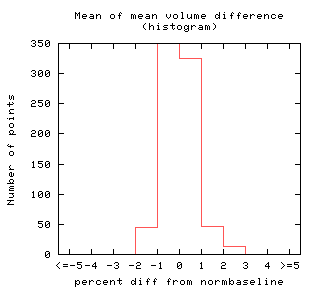 Mean of mean volume difference
(histogram)
350
300
250
200
150
100
50
0
Number of points
<=-5 -4 -3 -2 -1 0 1 2 3 4 >=5
percent diff from normbaseline